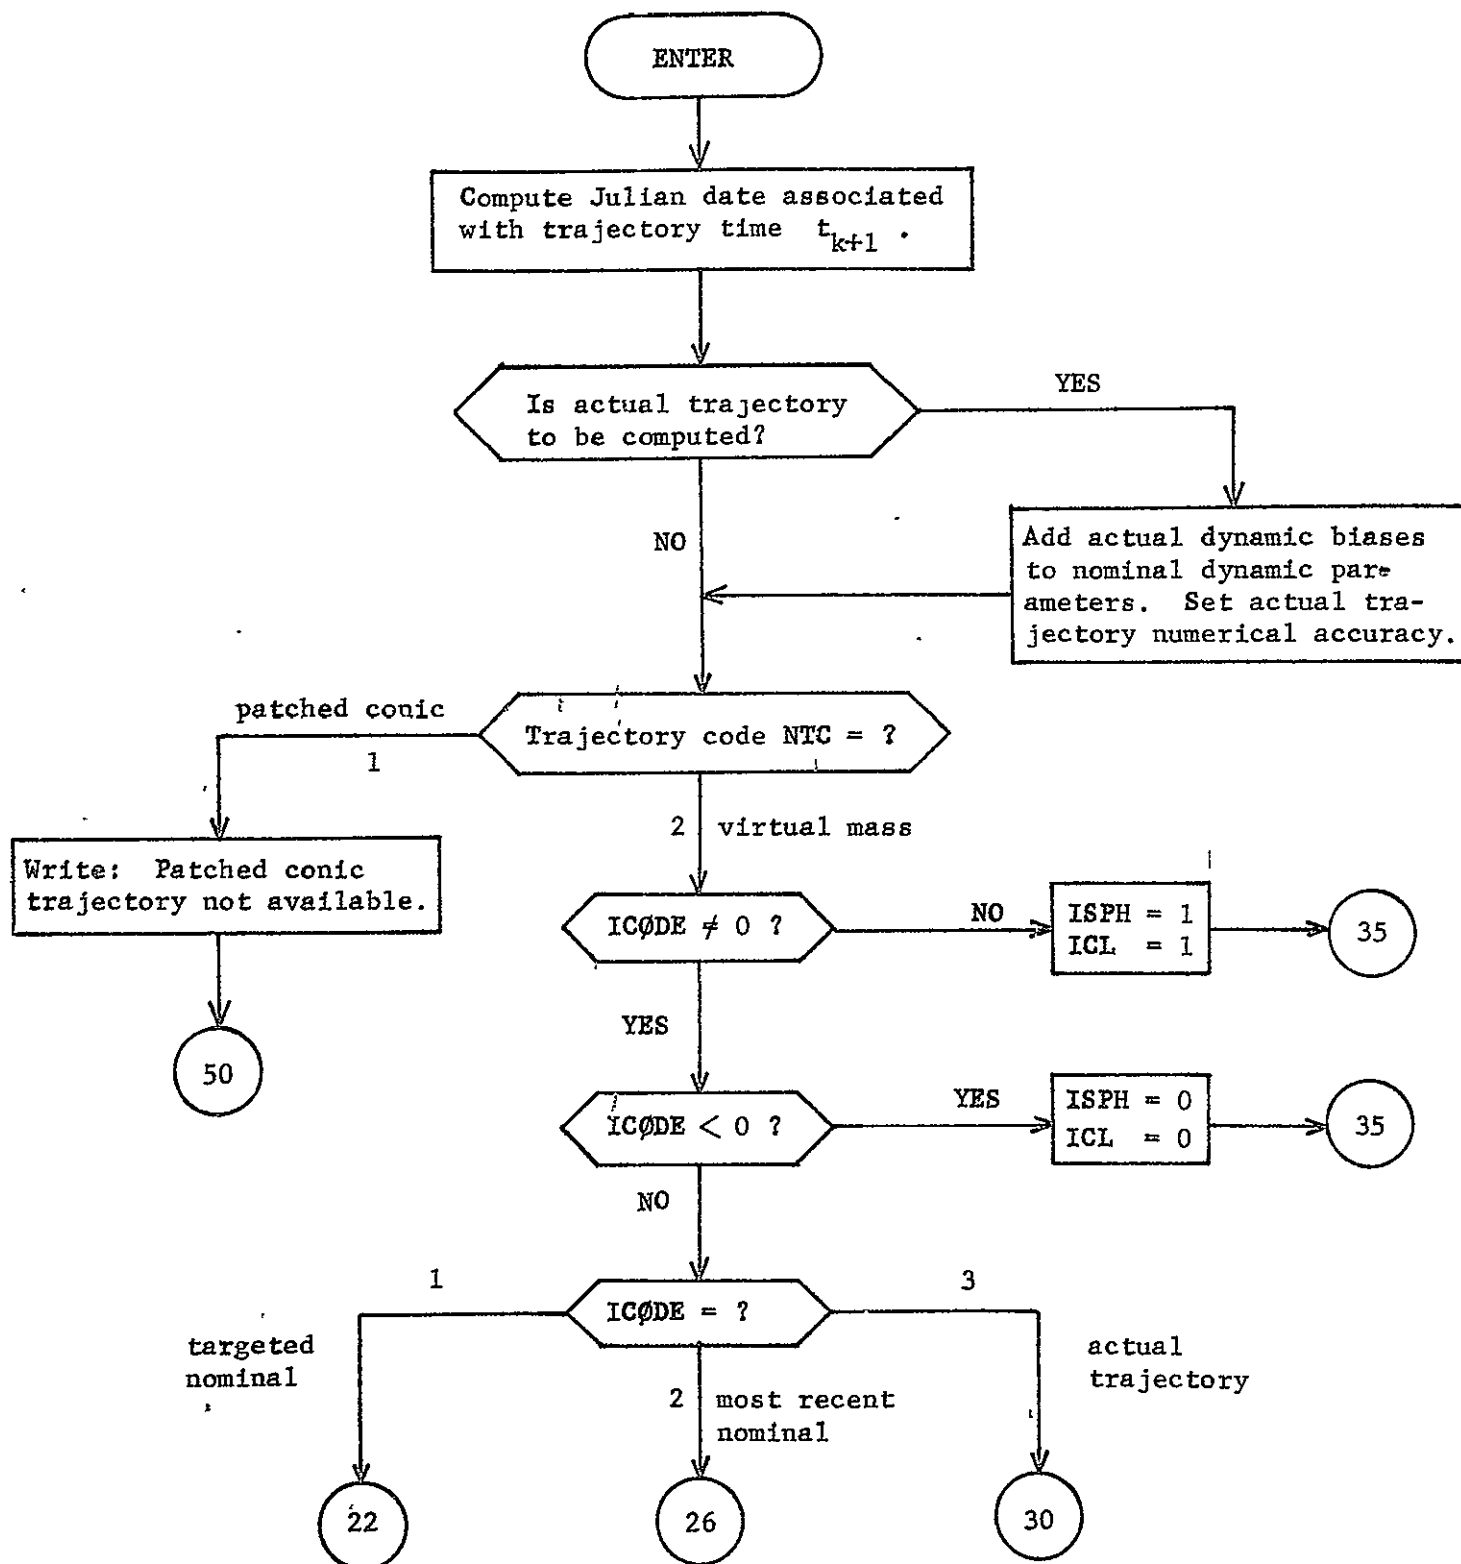 ENTER
Compute Julian date associated
with trajectory time t_{k+1} .
Is actual trajectory
to be computed?
YES
NO
Add actual dynamic biases
to nominal dynamic par-
ameters. Set actual tra-
jectory numerical accuracy.
patched conic
1
Trajectory code NTC = ?
2 virtual mass
Write: Patched conic
trajectory not available.
50
ICØDE ≠ 0 ?
NO
ISPH = 1
ICL = 1
35
YES
ICØDE < 0 ?
YES
ISPH = 0
ICL = 0
35
NO
ICØDE = ?
1
targeted
nominal
2 most recent
nominal
3
actual
trajectory
22
26
30